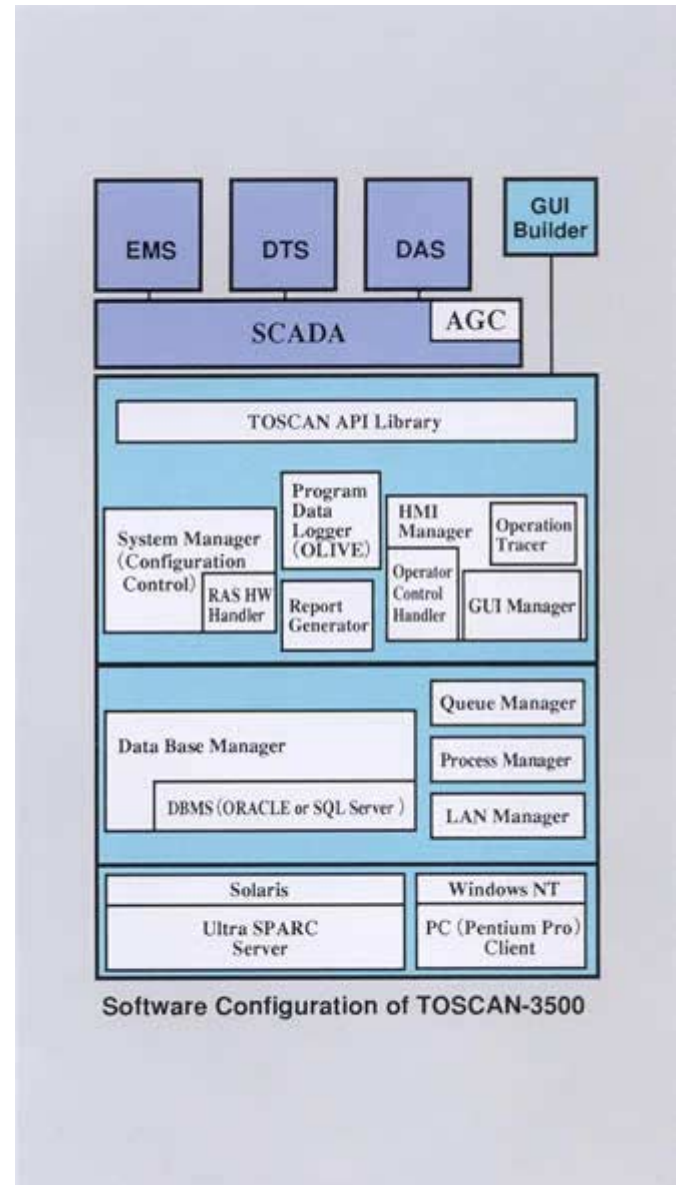 EMS
DTS
DAS
GUI
Builder
SCADA
AGC
TOSCAN API Library
System Manager
(Configuration
Control)
RAS HW
Handler
Program
Data
Logger
(OLIVE)
Report
Generator
HMI
Manager
Operation
Tracer
Operator
Control
Handler
GUI Manager
Data Base Manager
DBMS (ORACLE or SQL Server )
Queue Manager
Process Manager
LAN Manager
Solaris
Ultra SPARC
Server
Windows NT
PC (Pentium Pro)
Client
Software Configuration of TOSCAN-3500